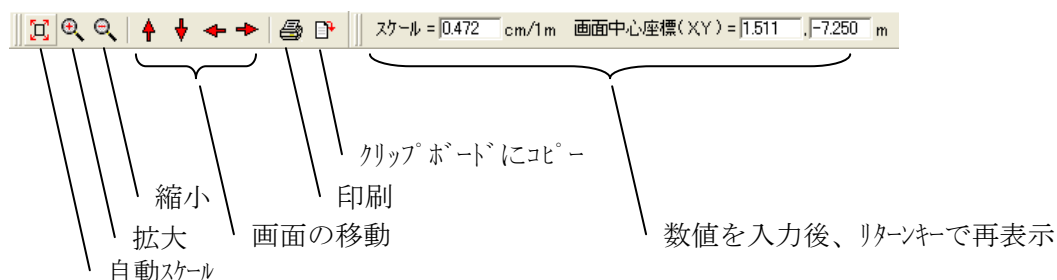 スケール = 0.472 cm/1m 画面中心座標(X,Y) = 1.511 , -7.250 m
ｸﾘｯﾌﾟﾎﾞｰﾄﾞにｺﾋﾟｰ
縮小
印刷
拡大
画面の移動
数値を入力後、ﾘﾀｰﾝｷｰで再表示
自動ｽｹｰﾙ